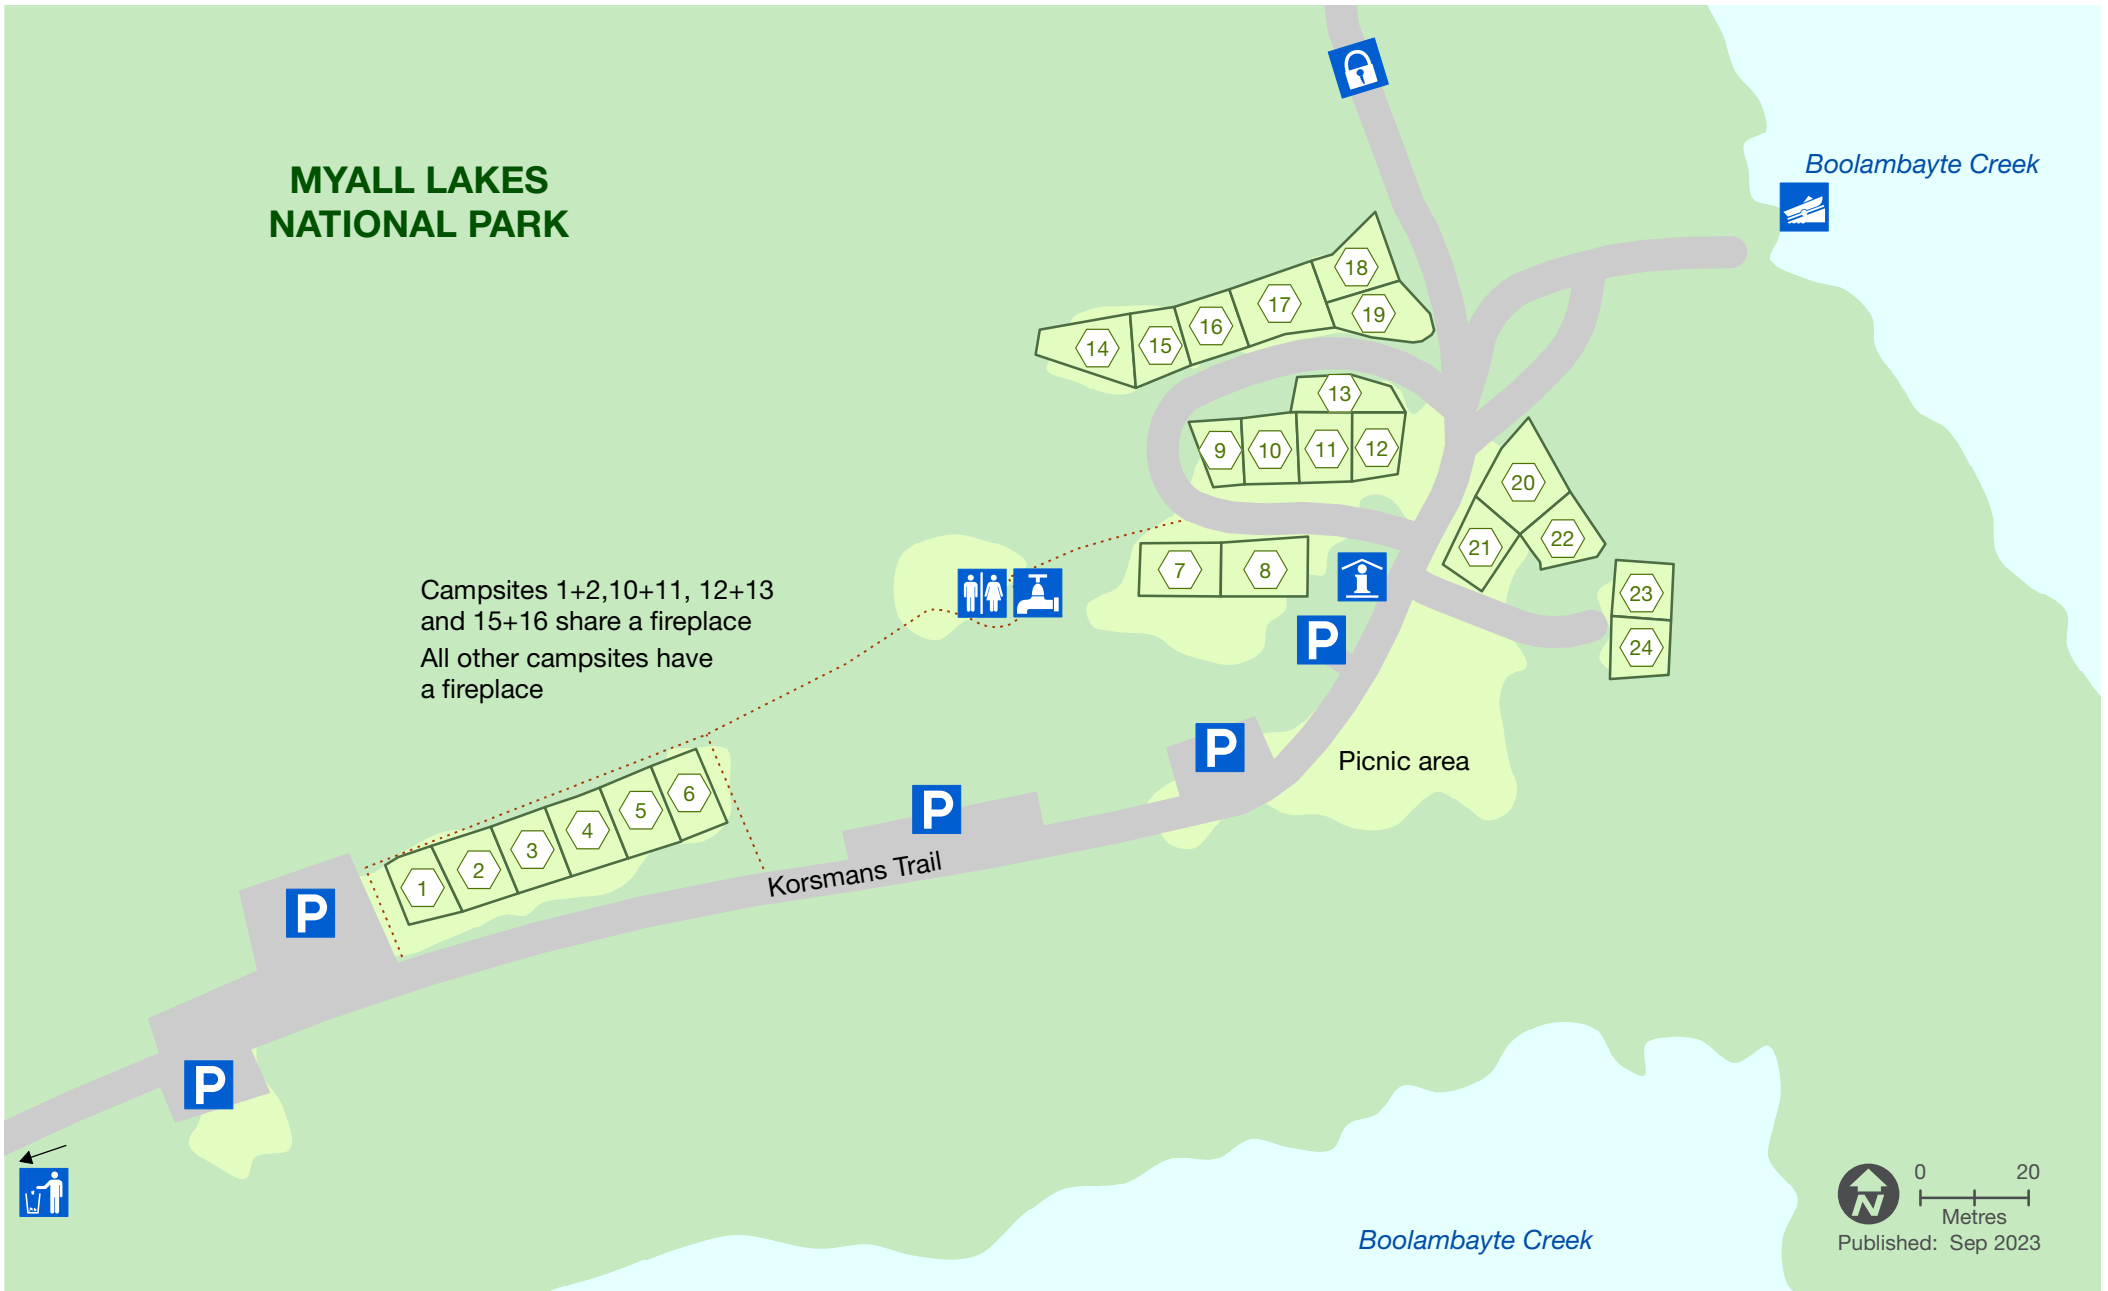 MYALL LAKES
NATIONAL PARK
Boolambayte Creek
18
17
19
16
15
14
13
9
10
11
12
20
21
22
7
8
23
24
Campsites 1+2,10+11, 12+13
and 15+16 share a fireplace
All other campsites have
a fireplace
P
P
P
Picnic area
6
5
4
3
2
1
Korsmans Trail
P
P
Boolambayte Creek
N
0 20
Metres
Published: Sep 2023